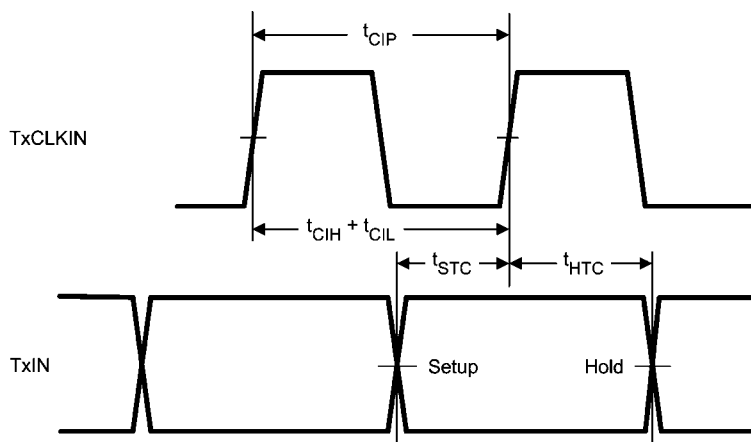 tCIP
TxCLKIN
tCIH + tCIL
tSTC
tHTC
TxIN
Setup
Hold